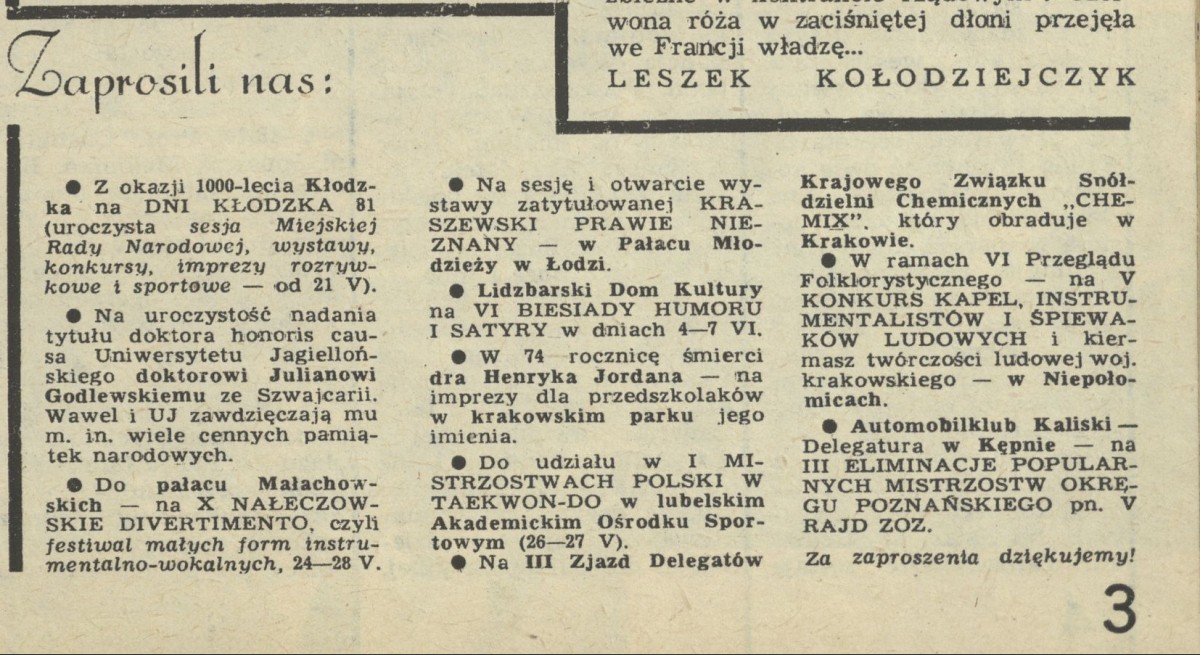 wona róża w zaciśniętej dłoni przejęła
we Francji władzę...
LESZEK KOŁODZIEJCZYK
Zaprosili nas:
● Z okazji 1000-lecia Kłodz-
ka na DNI KŁODZKA 81
(uroczysta sesja Miejskiej
Rady Narodowej, wystawy,
konkursy, imprezy rozryw-
kowe i sportowe — od 21 V).
● Na uroczystość nadania
tytułu doktora honoris cau-
sa Uniwersytetu Jagielloń-
skiego doktorowi Julianowi
Godlewskiemu ze Szwajcarii.
Wawel i UJ zawdzięczają mu
m. in. wiele cennych pamią-
tek narodowych.
● Do pałacu Małachow-
skich — na X NAŁECZOW-
SKIE DIVERTIMENTO, czyli
festiwal małych form instru-
mentalno-wokalnych, 24—28 V.
● Na sesję i otwarcie wy-
stawy zatytułowanej KRA-
SZEWSKI PRAWIE NIE-
ZNANY — w Pałacu Mło-
dzieży w Łodzi.
● Lidzbarski Dom Kultury
na VI BIESIADY HUMORU
I SATYRY w dniach 4—7 VI.
● W 74 rocznicę śmierci
dra Henryka Jordana — na
imprezy dla przedszkolaków
w krakowskim parku jego
imienia.
● Do udziału w I MI-
STRZOSTWACH POLSKI W
TAEKWON-DO w lubelskim
Akademickim Ośrodku Spor-
towym (26—27 V).
● Na III Zjazd Delegatów
Krajowego Związku Spół-
dzielni Chemicznych „CHE-
MIX". który obraduje w
Krakowie.
● W ramach VI Przeglądu
Folklorystycznego — na V
KONKURS KAPEL, INSTRU-
MENTALISTÓW I ŚPIEWA-
KÓW LUDOWYCH i kier-
masz twórczości ludowej woj.
krakowskiego — w Niepoło-
micach.
● Automobilklub Kaliski —
Delegatura w Kępnie — na
III ELIMINACJE POPULAR-
NYCH MISTRZOSTW OKRĘ-
GU POZNAŃSKIEGO pn. V
RAJD ZOZ.
Za zaproszenia dziękujemy!
3